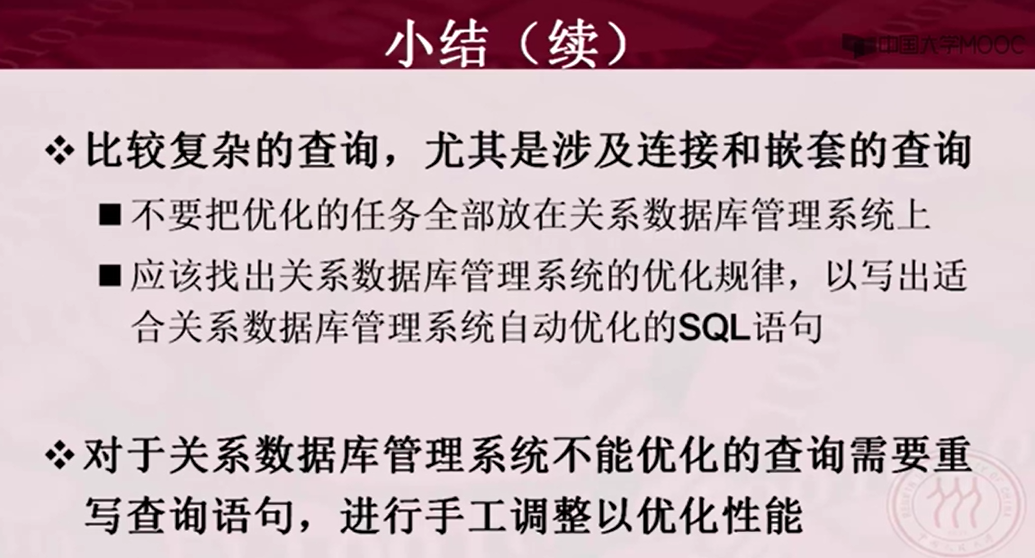 小结（续）
中国大学MOOC
❖比较复杂的查询，尤其是涉及连接和嵌套的查询
■不要把优化的任务全部放在关系数据库管理系统上
■应该找出关系数据库管理系统的优化规律，以写出适
合关系数据库管理系统自动优化的SQL语句
❖对于关系数据库管理系统不能优化的查询需要重
写查询语句，进行手工调整以优化性能